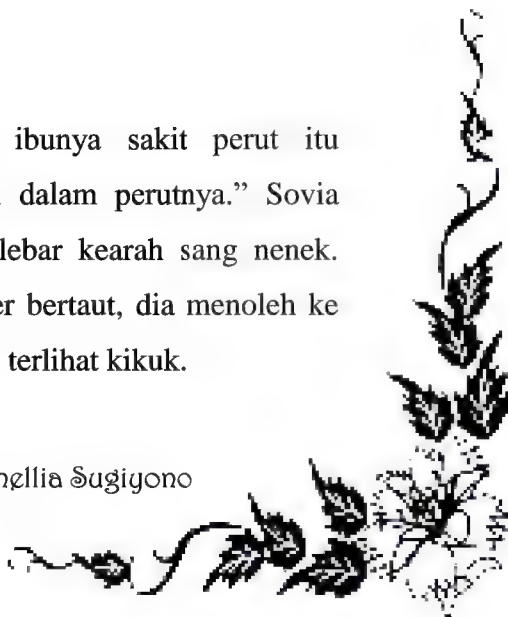 ibunya sakit perut itu
dalam perutnya.” Sovia
lebar kearah sang nenek.
er bertaut, dia menoleh ke
terlihat kikuk.
nellia Sugiyono